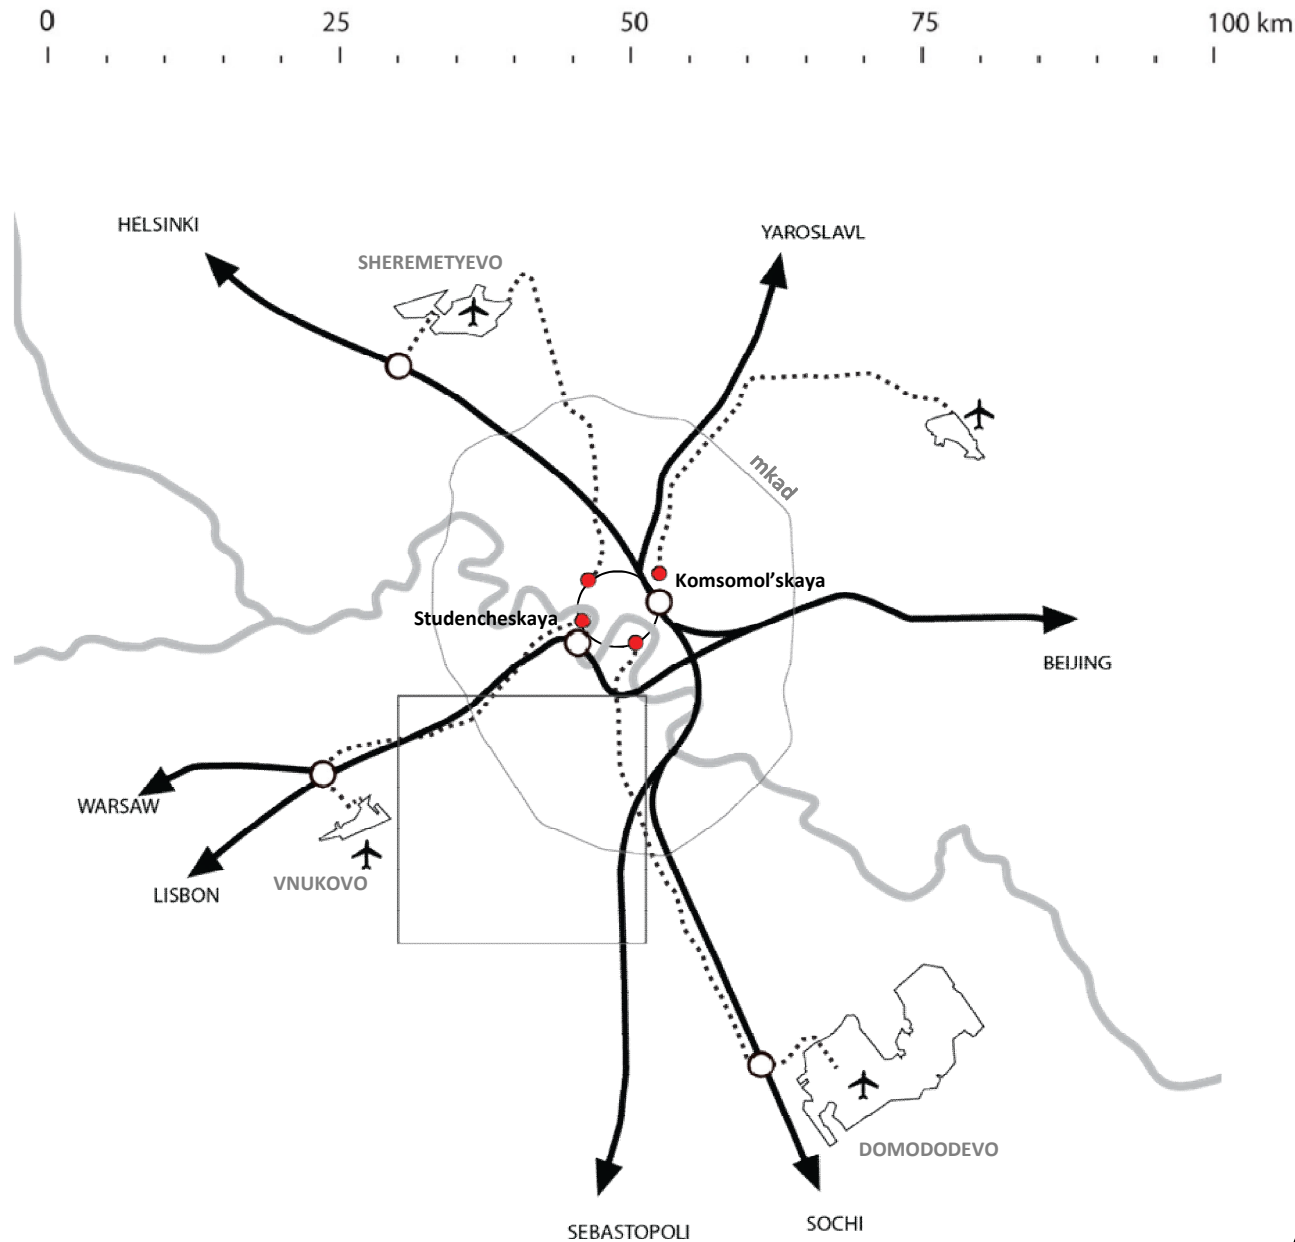 0 25 50 75 100 km
HELSINKI
YAROSLAVL
SHEREMETYEVO
mkad
Komsomol'skaya
Studencheskaya
BEIJING
WARSAW
LISBON
VNUKOVO
DOMODODEVO
SEBASTOPOLI
SOCHI